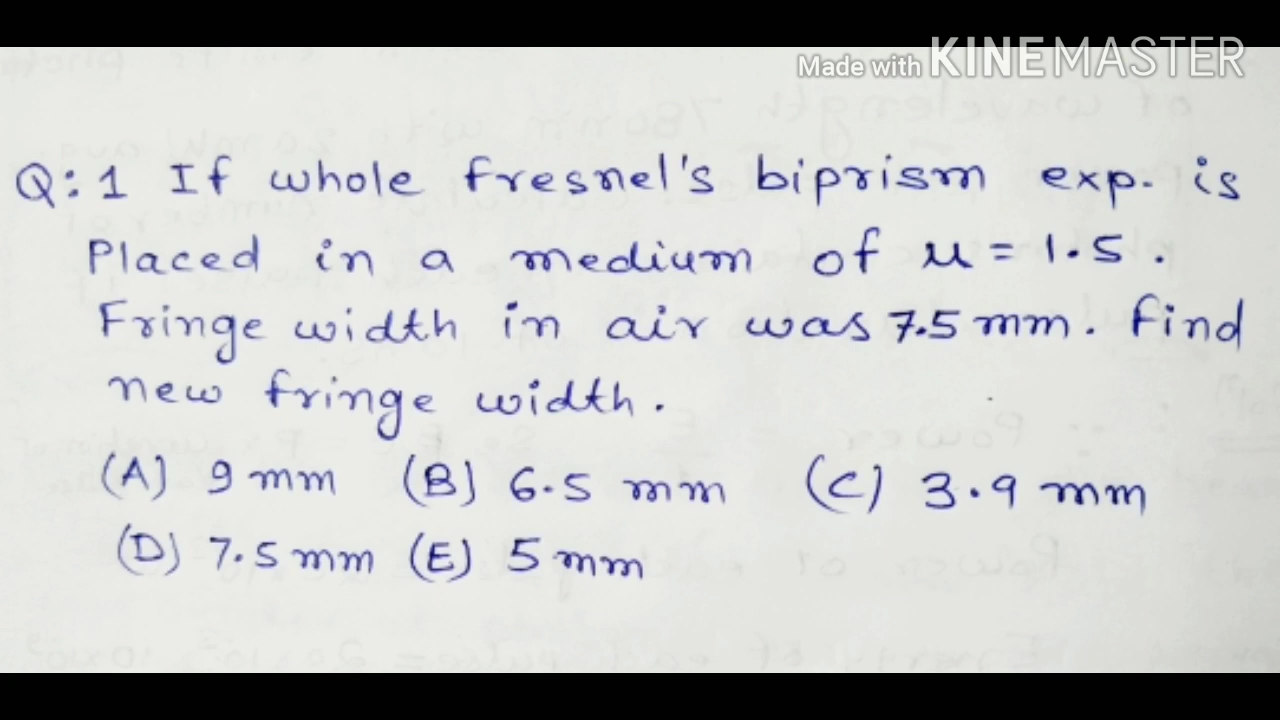 Made with KINEMASTER
Q:1 If whole fresnel's biprism exp. is
Placed in a medium of μ = 1.5 .
Fringe width in air was 7.5 mm. find
new fringe width.
(A) 9 mm (B) 6.5 mm (C) 3.9 mm
(D) 7.5 mm (E) 5 mm